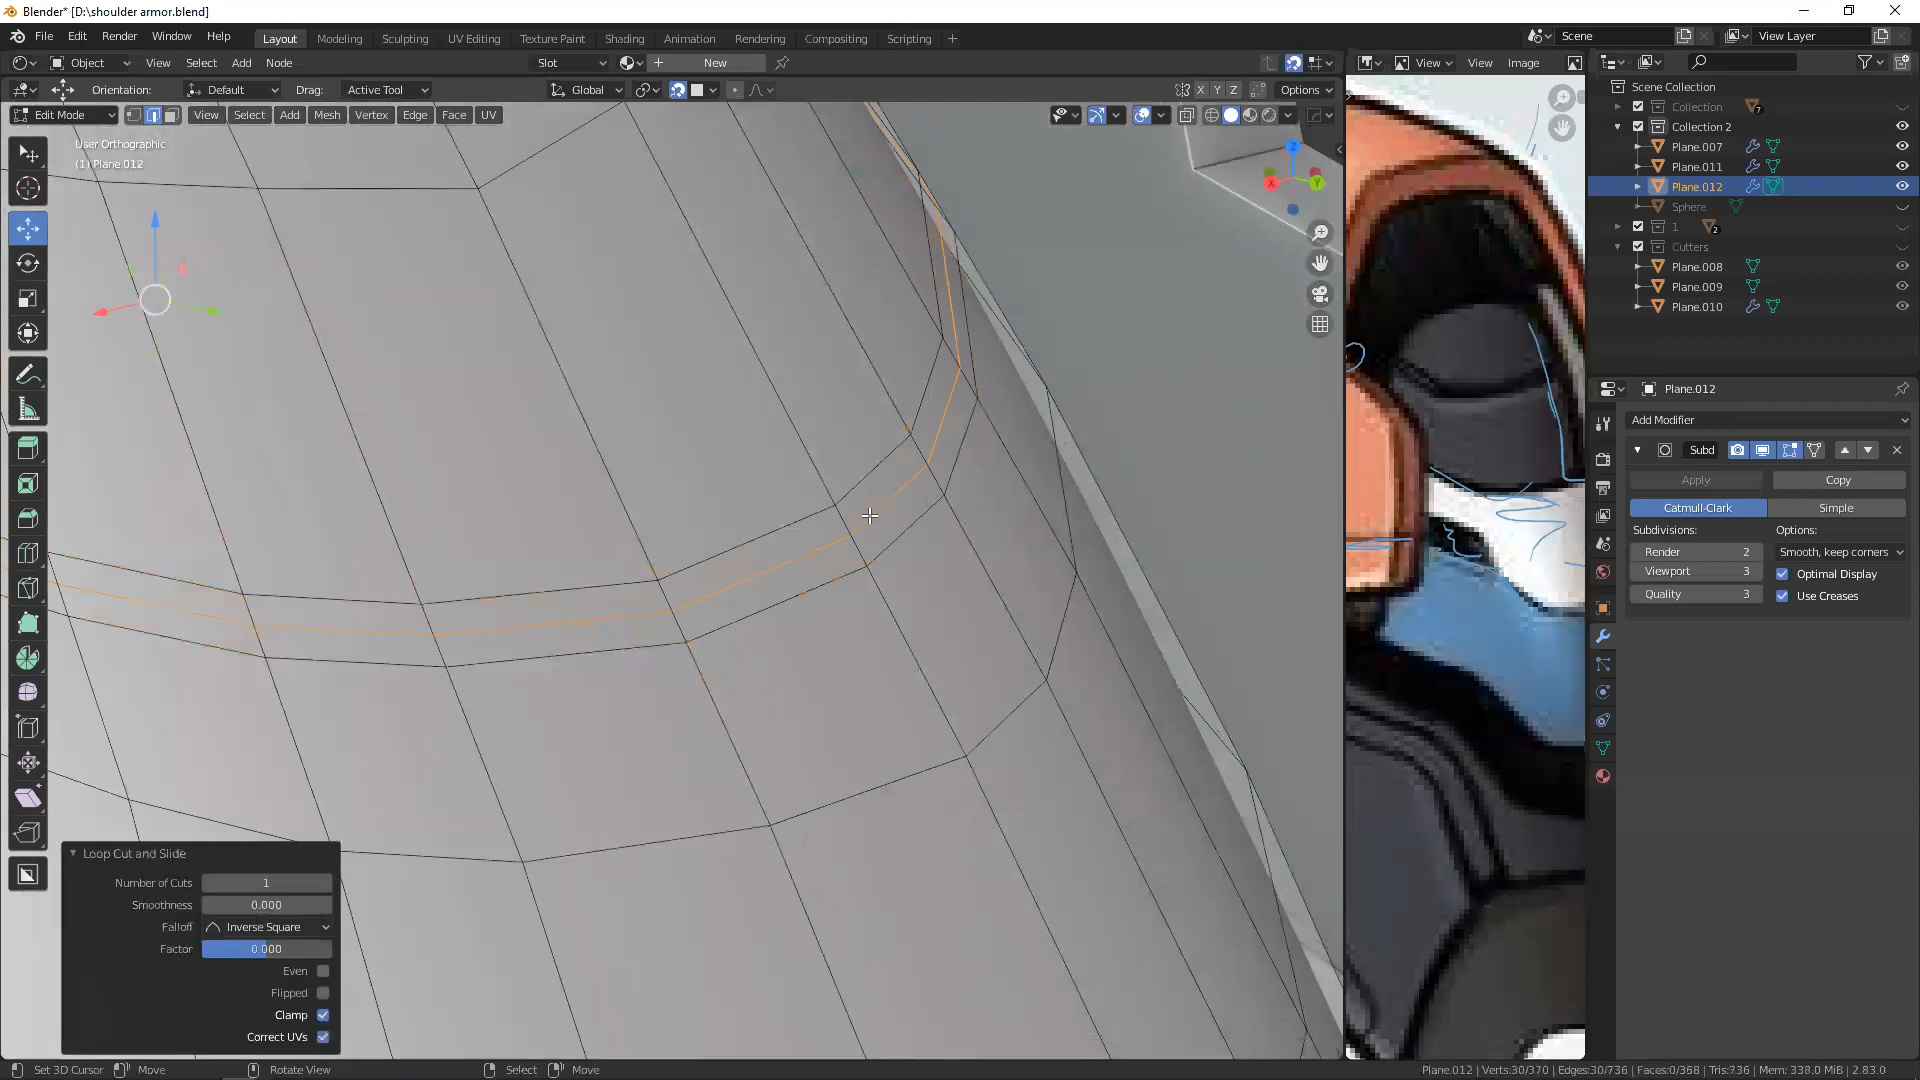 Blender* [D:\shoulder armor.blend]
File Edit Render Window Help
Layout Modeling Sculpting UV Editing Texture Paint Shading Animation Rendering Compositing Scripting +
Scene
View Layer
Object View Select Add Node
Slot
New
View View Image
Orientation: Default Drag: Active Tool
Global
X Y Z Options
Scene Collection
Collection 7
Collection 2
Plane.007
Plane.011
Plane.012
Sphere
1 2
Cutters
Plane.008
Plane.009
Plane.010
Edit Mode View Select Add Mesh Vertex Edge Face UV
User Orthographic
(1) Plane.012
Z
X Y
Plane.012
Add Modifier
Subd
Apply Copy
Catmull-Clark Simple
Subdivisions: Options:
Render 2 Smooth, keep corners
Viewport 3 Optimal Display
Quality 3 Use Creases
Loop Cut and Slide
Number of Cuts 1
Smoothness 0.000
Falloff Inverse Square
Factor 0.000
Even
Flipped
Clamp
Correct UVs
Set 3D Cursor Move Rotate View Select Move
Plane.012 | Verts:30/370 | Edges:30/736 | Faces:0/368 | Tris:736 | Mem: 338.0 MiB | 2.83.0